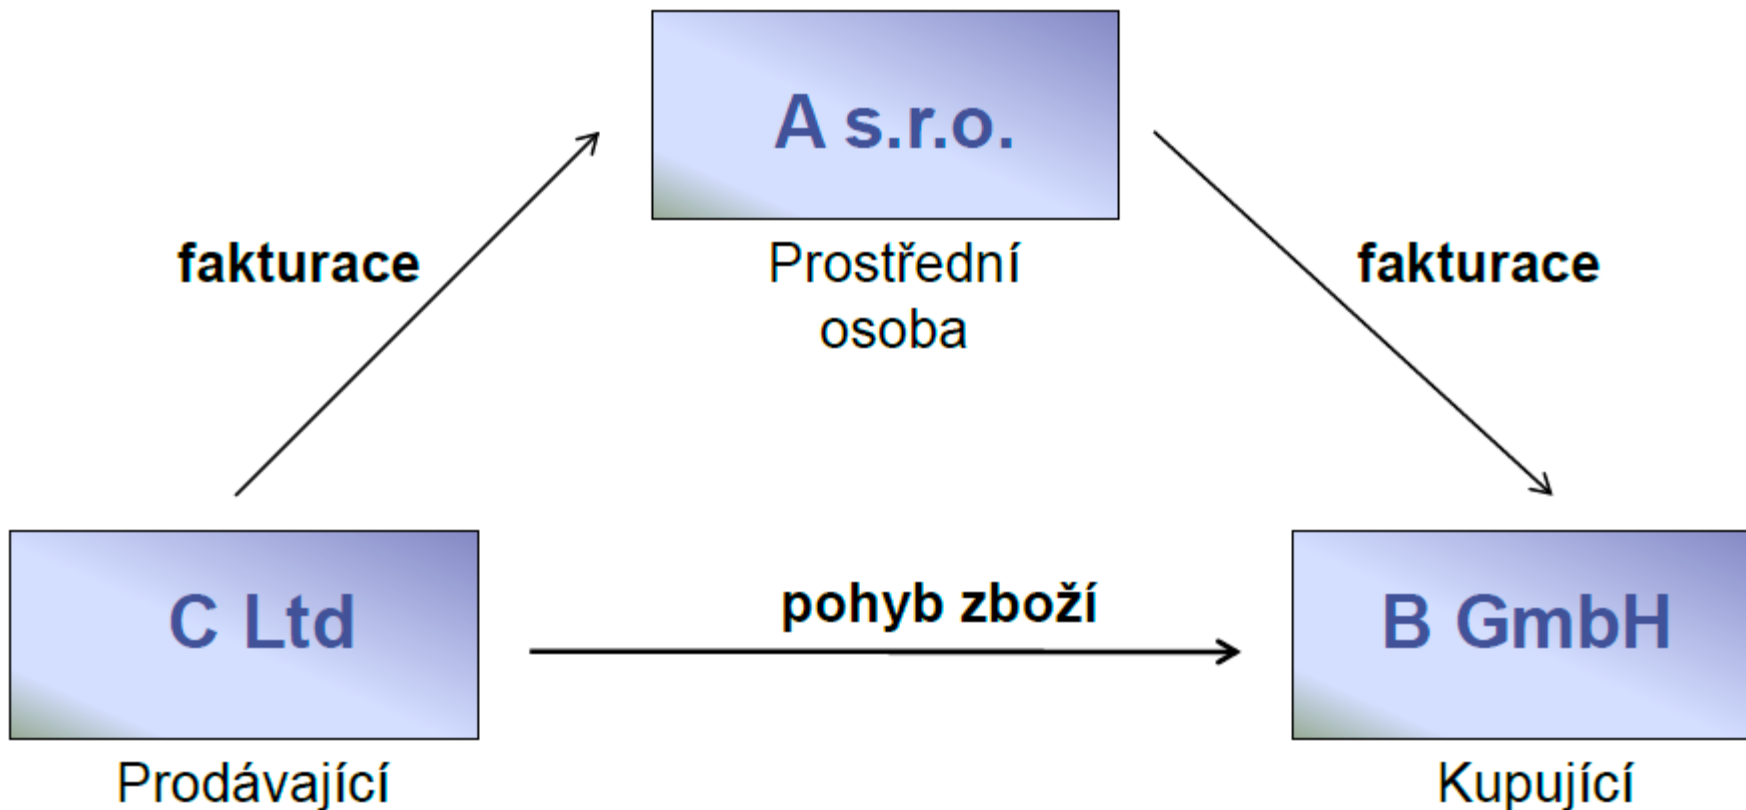 A s.r.o.
Prostřední
osoba
fakturace
fakturace
C Ltd
pohyb zboží
B GmbH
Prodávající
Kupující